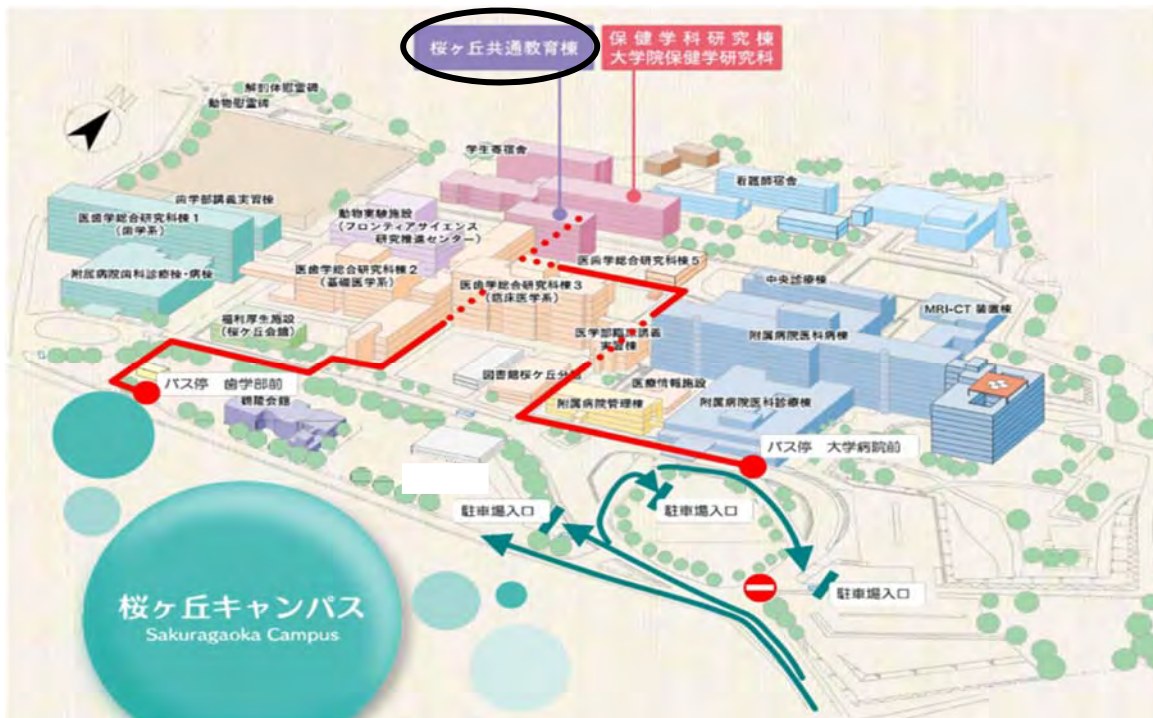 桜ヶ丘共通教育棟
保健学科研究棟
大学院保健学研究科
N
解剖体慰霊碑
動物慰霊碑
学生寄宿舎
看護師宿舎
歯学部講義実習棟
医歯学総合研究科棟1
(歯学系)
動物実験施設
(フロンティアサイエンス
研究推進センター)
附属病院歯科診療棟・病棟
医歯学総合研究科棟2
(基礎医学系)
医歯学総合研究科棟3
(臨床医学系)
医歯学総合研究科棟5
中央診療棟
MRI-CT 装置棟
福利厚生施設
(桜ヶ丘会館)
医学部臨床講義
実習棟
附属病院医科病棟
バス停 歯学部前
鶴陵会館
図書館桜ヶ丘分館
医療情報施設
附属病院管理棟
附属病院医科診療棟
バス停 大学病院前
駐車場入口
駐車場入口
駐車場入口
桜ヶ丘キャンパス
Sakuragaoka Campus